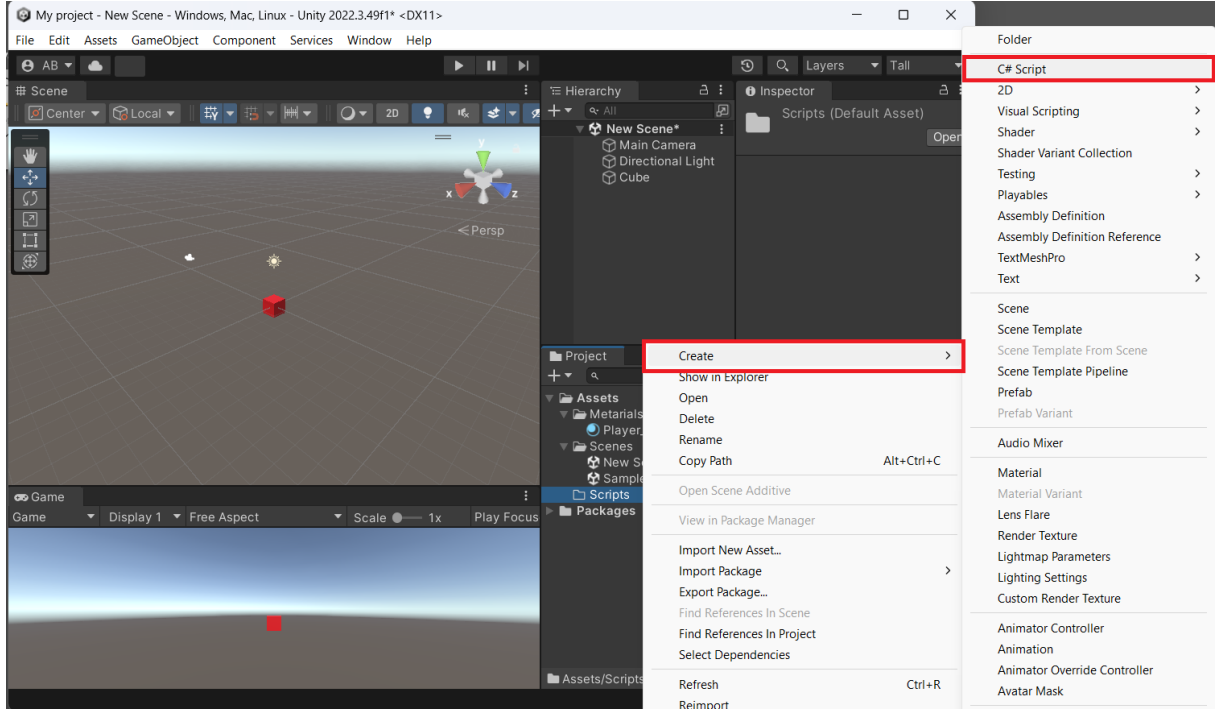 My project - New Scene - Windows, Mac, Linux - Unity 2022.3.49f1* <DX11>
File Edit Assets GameObject Component Services Window Help
AB
Layers
Tall
Scene
Center
Local
2D
y
x
z
Persp
Hierarchy
All
New Scene*
Main Camera
Directional Light
Cube
Inspector
Scripts (Default Asset)
Open
Game
Game
Display 1
Free Aspect
Scale
1x
Play Focus
Project
Assets
Metarials
Player_
Scenes
New S
Sample
Scripts
Packages
Assets/Scripts
Create
Show in Explorer
Open
Delete
Rename
Copy Path Alt+Ctrl+C
Open Scene Additive
View in Package Manager
Import New Asset...
Import Package
Export Package...
Find References In Scene
Find References In Project
Select Dependencies
Refresh Ctrl+R
Reimport
Folder
C# Script
2D
Visual Scripting
Shader
Shader Variant Collection
Testing
Playables
Assembly Definition
Assembly Definition Reference
TextMeshPro
Text
Scene
Scene Template
Scene Template From Scene
Scene Template Pipeline
Prefab
Prefab Variant
Audio Mixer
Material
Material Variant
Lens Flare
Render Texture
Lightmap Parameters
Lighting Settings
Custom Render Texture
Animator Controller
Animation
Animator Override Controller
Avatar Mask